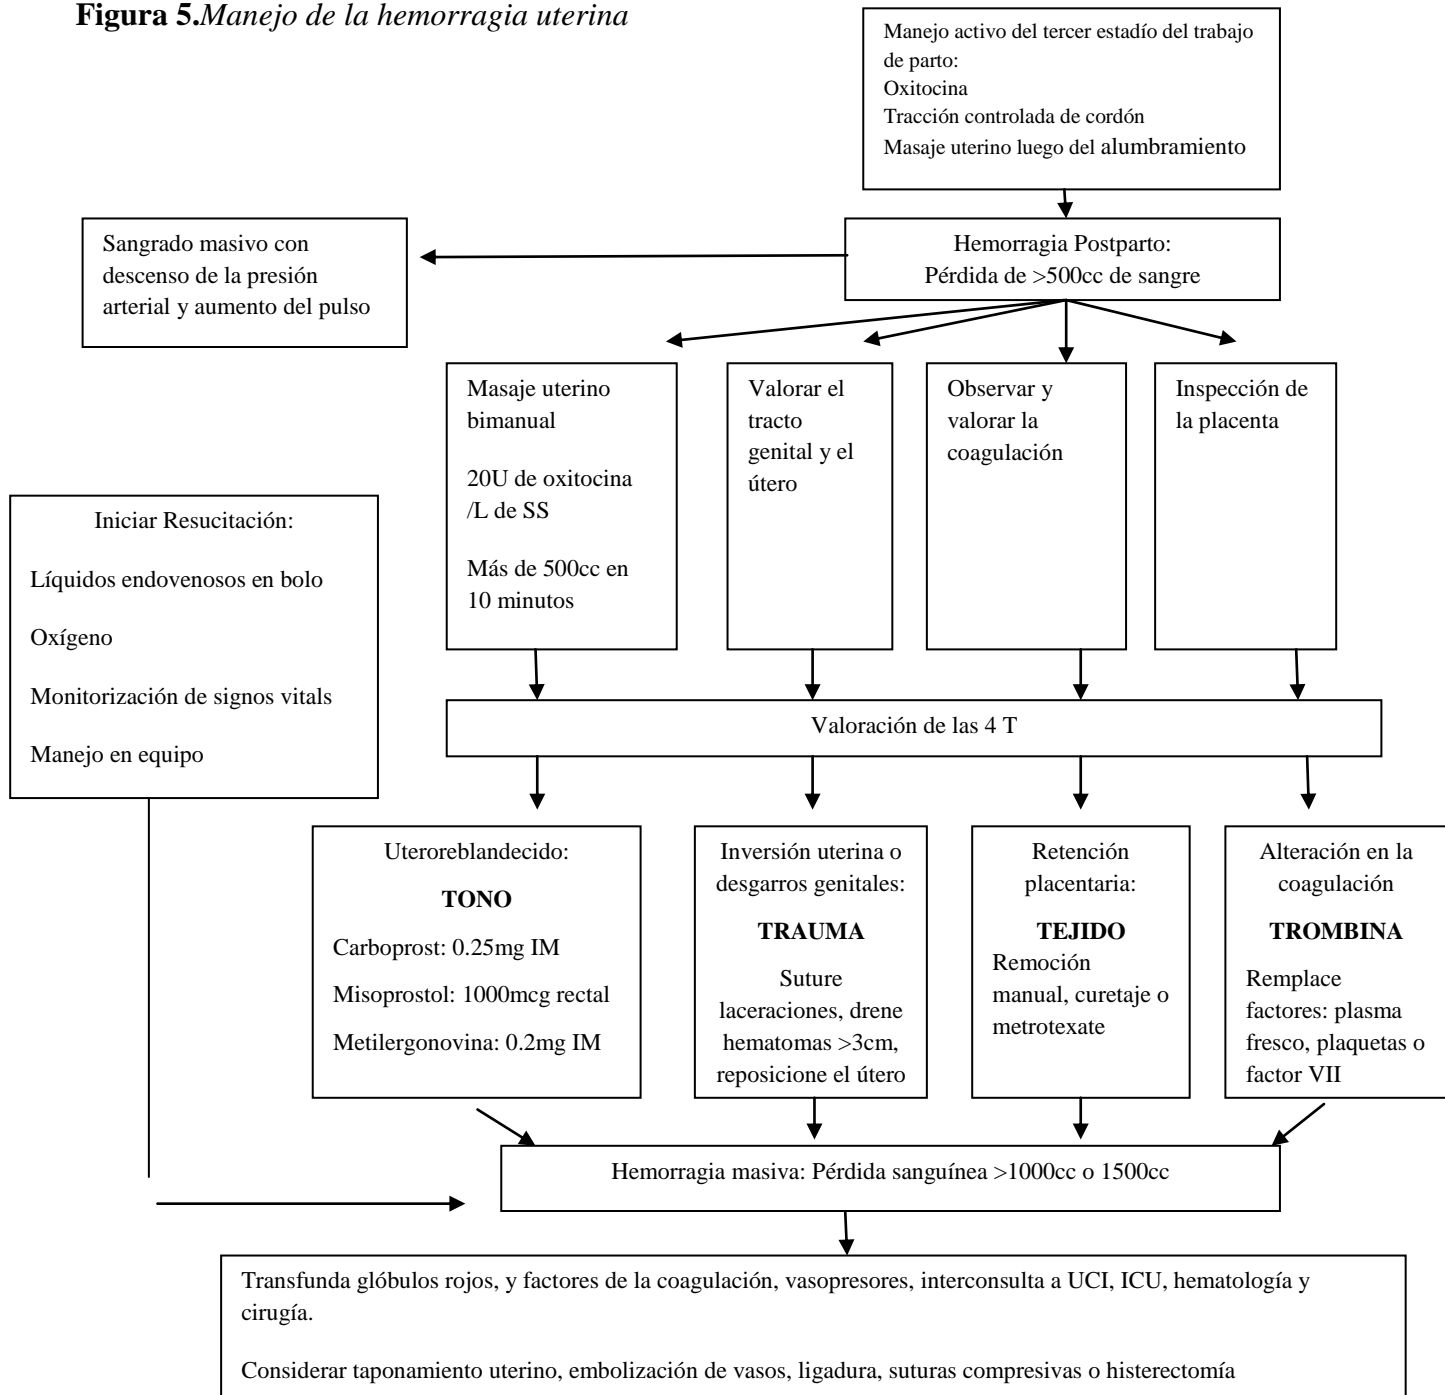 Figura 5.Manejo de la hemorragia uterina
Manejo activo del tercer estadío del trabajo
de parto:
Oxitocina
Tracción controlada de cordón
Masaje uterino luego del alumbramiento
Sangrado masivo con
descenso de la presión
arterial y aumento del pulso
Hemorragia Postparto:
Pérdida de >500cc de sangre
Masaje uterino
bimanual
20U de oxitocina
/L de SS
Más de 500cc en
10 minutos
Valorar el
tracto
genital y el
útero
Observar y
valorar la
coagulación
Inspección de
la placenta
Iniciar Resucitación:
Líquidos endovenosos en bolo
Oxígeno
Monitorización de signos vitals
Manejo en equipo
Valoración de las 4 T
Uteroreblandecido:
TONO
Carboprost: 0.25mg IM
Misoprostol: 1000mcg rectal
Metilergonovina: 0.2mg IM
Inversión uterina o
desgarros genitales:
TRAUMA
Suture
laceraciones, drene
hematomas >3cm,
reposicione el útero
Retención
placentaria:
TEJIDO
Remoción
manual, curetaje o
metrotexate
Alteración en la
coagulación
TROMBINA
Remplace
factores: plasma
fresco, plaquetas o
factor VII
Hemorragia masiva: Pérdida sanguínea >1000cc o 1500cc
Transfunda glóbulos rojos, y factores de la coagulación, vasopresores, interconsulta a UCI, ICU, hematología y
cirugía.
Considerar taponamiento uterino, embolización de vasos, ligadura, suturas compresivas o histerectomía